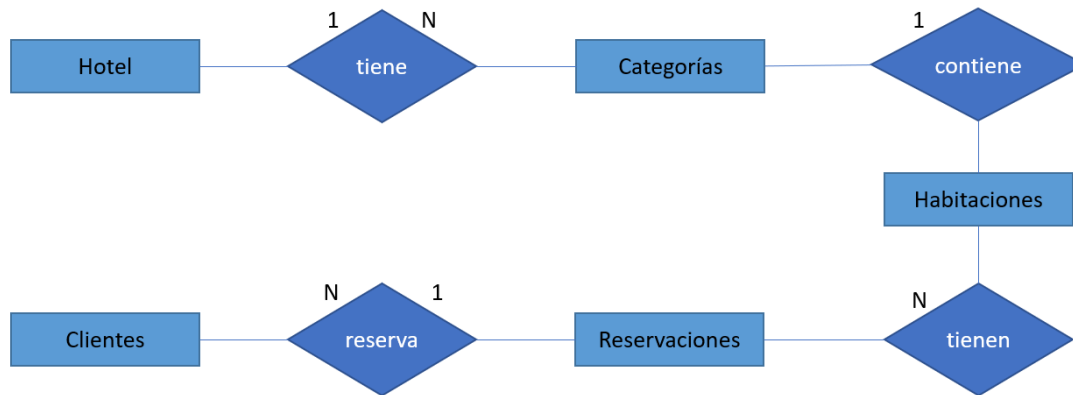 1 N 1
Hotel tiene Categorías contiene
Habitaciones
N 1 N
Clientes reserva Reservaciones tienen